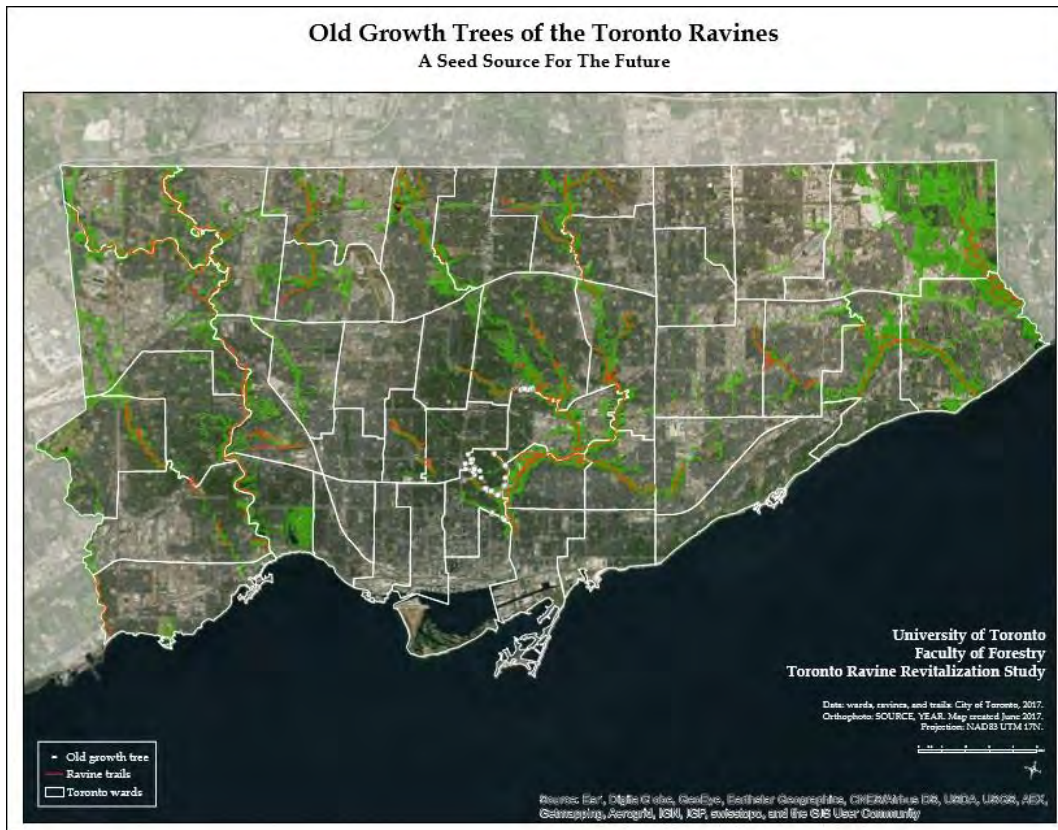 Old Growth Trees of the Toronto Ravines
A Seed Source For The Future
University of Toronto
Faculty of Forestry
Toronto Ravine Revitalization Study
Data: wards, ravines, and trails: City of Toronto, 2017.
Orthophoto: SOURCE, YEAR. Map created June 2017.
Projection: NAD83 UTM 17N.
Old growth tree
Ravine trails
Toronto wards
GeoEye, Earthstar Geographics, CNES/Airbus DS, USDA, USGS, AEX,
Getmapping, Aerogrid, IGN, IGP, swisstopo, and the GIS User Community